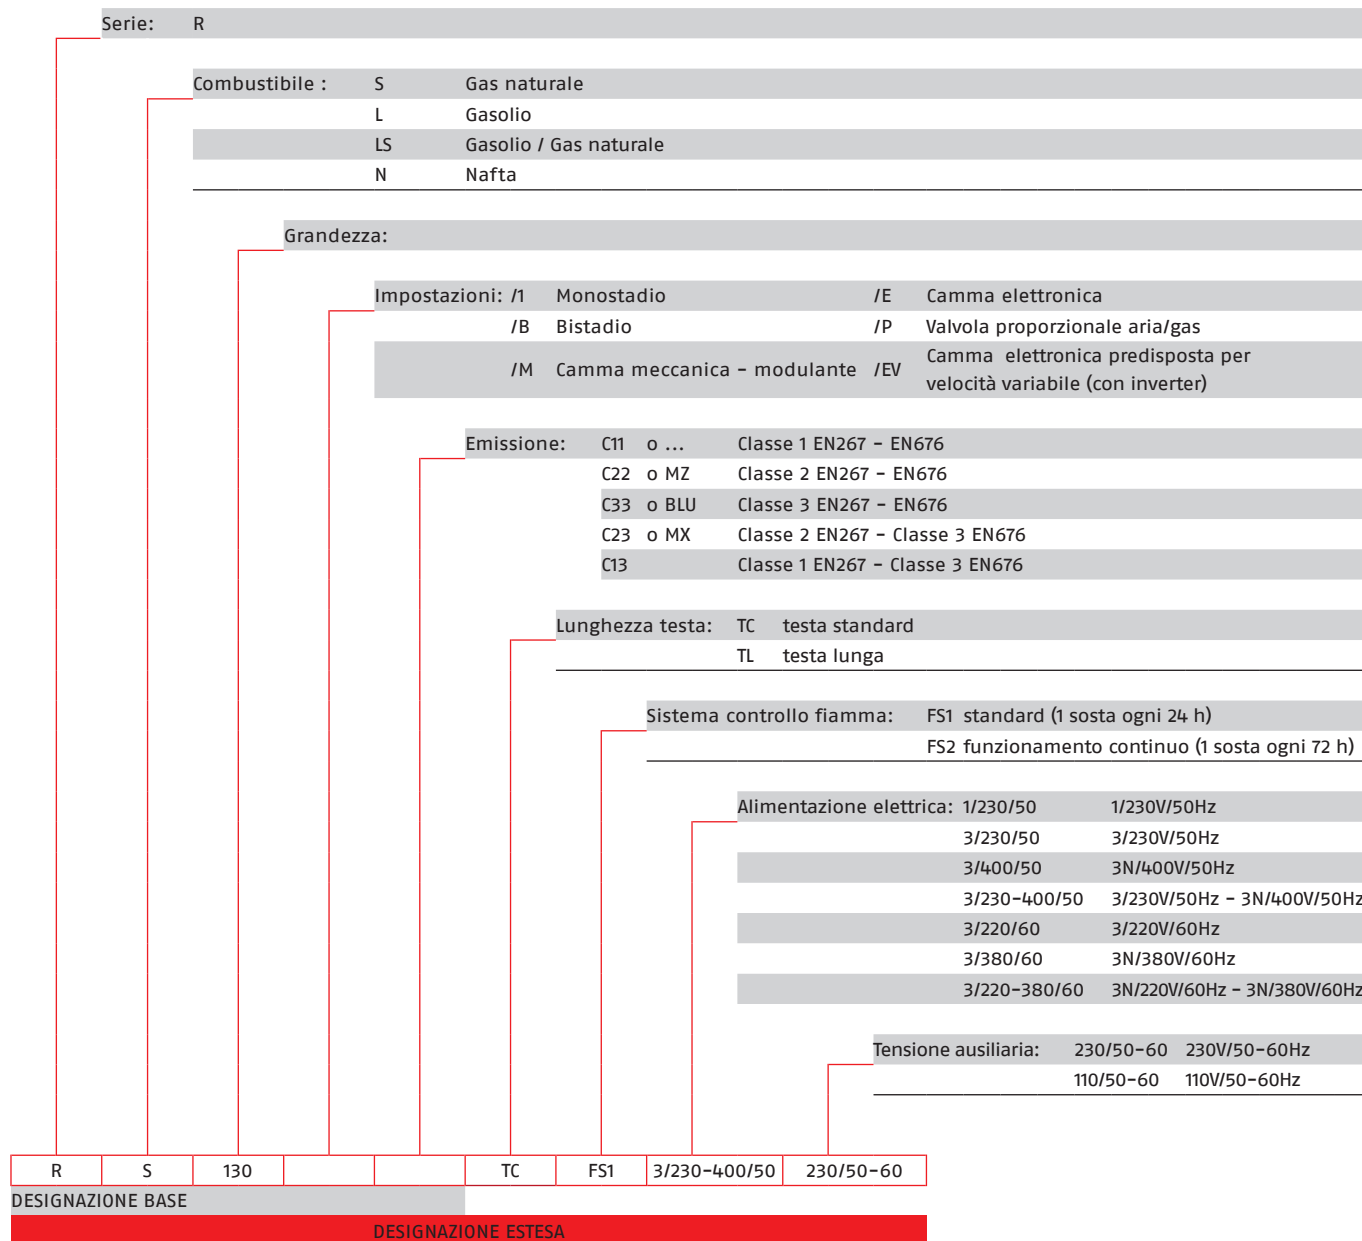 Serie: R
Combustibile : S Gas naturale
L Gasolio
LS Gasolio / Gas naturale
N Nafta
Grandezza:
Impostazioni: /1 Monostadio /E Camma elettronica
/B Bistadio /P Valvola proporzionale aria/gas
/M Camma meccanica – modulante /EV Camma elettronica predisposta per
velocità variabile (con inverter)
Emissione: C11 o ... Classe 1 EN267 – EN676
C22 o MZ Classe 2 EN267 – EN676
C33 o BLU Classe 3 EN267 – EN676
C23 o MX Classe 2 EN267 – Classe 3 EN676
C13 Classe 1 EN267 – Classe 3 EN676
Lunghezza testa: TC testa standard
TL testa lunga
Sistema controllo fiamma: FS1 standard (1 sosta ogni 24 h)
FS2 funzionamento continuo (1 sosta ogni 72 h)
Alimentazione elettrica: 1/230/50 1/230V/50Hz
3/230/50 3/230V/50Hz
3/400/50 3N/400V/50Hz
3/230-400/50 3/230V/50Hz – 3N/400V/50Hz
3/220/60 3/220V/60Hz
3/380/60 3N/380V/60Hz
3/220-380/60 3N/220V/60Hz – 3N/380V/60Hz
Tensione ausiliaria: 230/50-60 230V/50-60Hz
110/50-60 110V/50-60Hz
R S 130 TC FS1 3/230-400/50 230/50-60
DESIGNAZIONE BASE
DESIGNAZIONE ESTESA